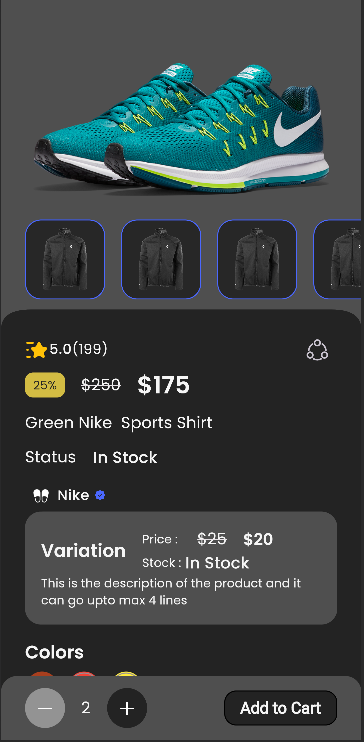 5.0(199)
25% $250 $175
Green Nike Sports Shirt
Status In Stock
Nike
Variation
Price : $25 $20
Stock : In Stock
This is the description of the product and it
can go upto max 4 lines
Colors
2 Add to Cart